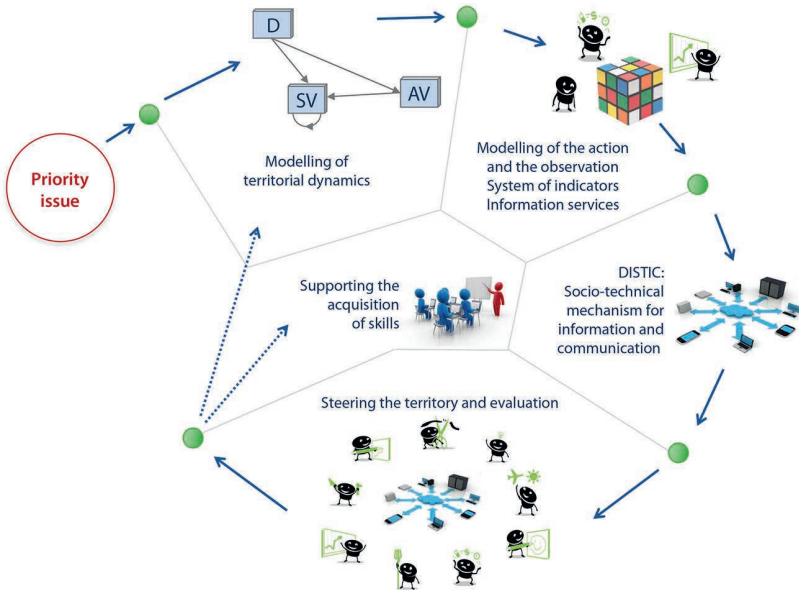 Priority
issue
D
SV
AV
Modelling of
territorial dynamics
Modelling of the action
and the observation
System of indicators
Information services
DISTIC:
Socio-technical
mechanism for
information and
communication
Supporting the
acquisition
of skills
Steering the territory and evaluation